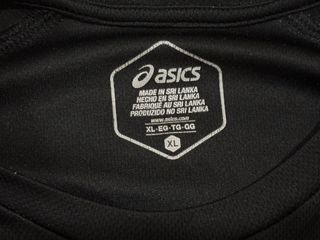 asics
MADE IN SRI LANKA
HECHO EN SRI LANKA
FABRIQUÉ AU SRI LANKA
PRODUZIDO NO SRI LANKA
www.asics.com
XL·EG·TG·GG
XL